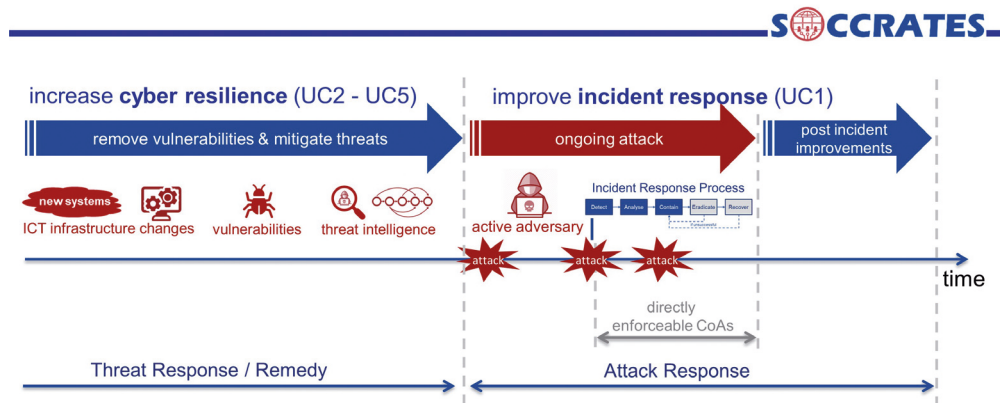 SOCCRATES
increase cyber resilience (UC2 - UC5)
improve incident response (UC1)
remove vulnerabilities & mitigate threats
ongoing attack
post incident
improvements
new systems
ICT infrastructure changes
vulnerabilities
threat intelligence
active adversary
Incident Response Process
Detect
Analyse
Contain
Eradicate
Recover
attack
attack
attack
time
directly
enforceable CoAs
Threat Response / Remedy
Attack Response